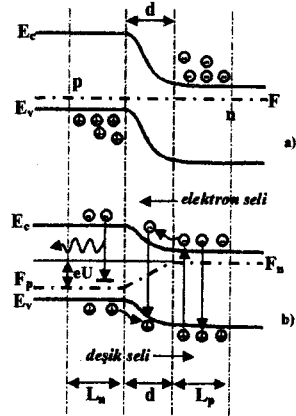 d
E_c
p
F
E_v
n
a)
elektron seli
E_c
eU
F_n
F_p
E_v
b)
deşik seli
L_n d L_p